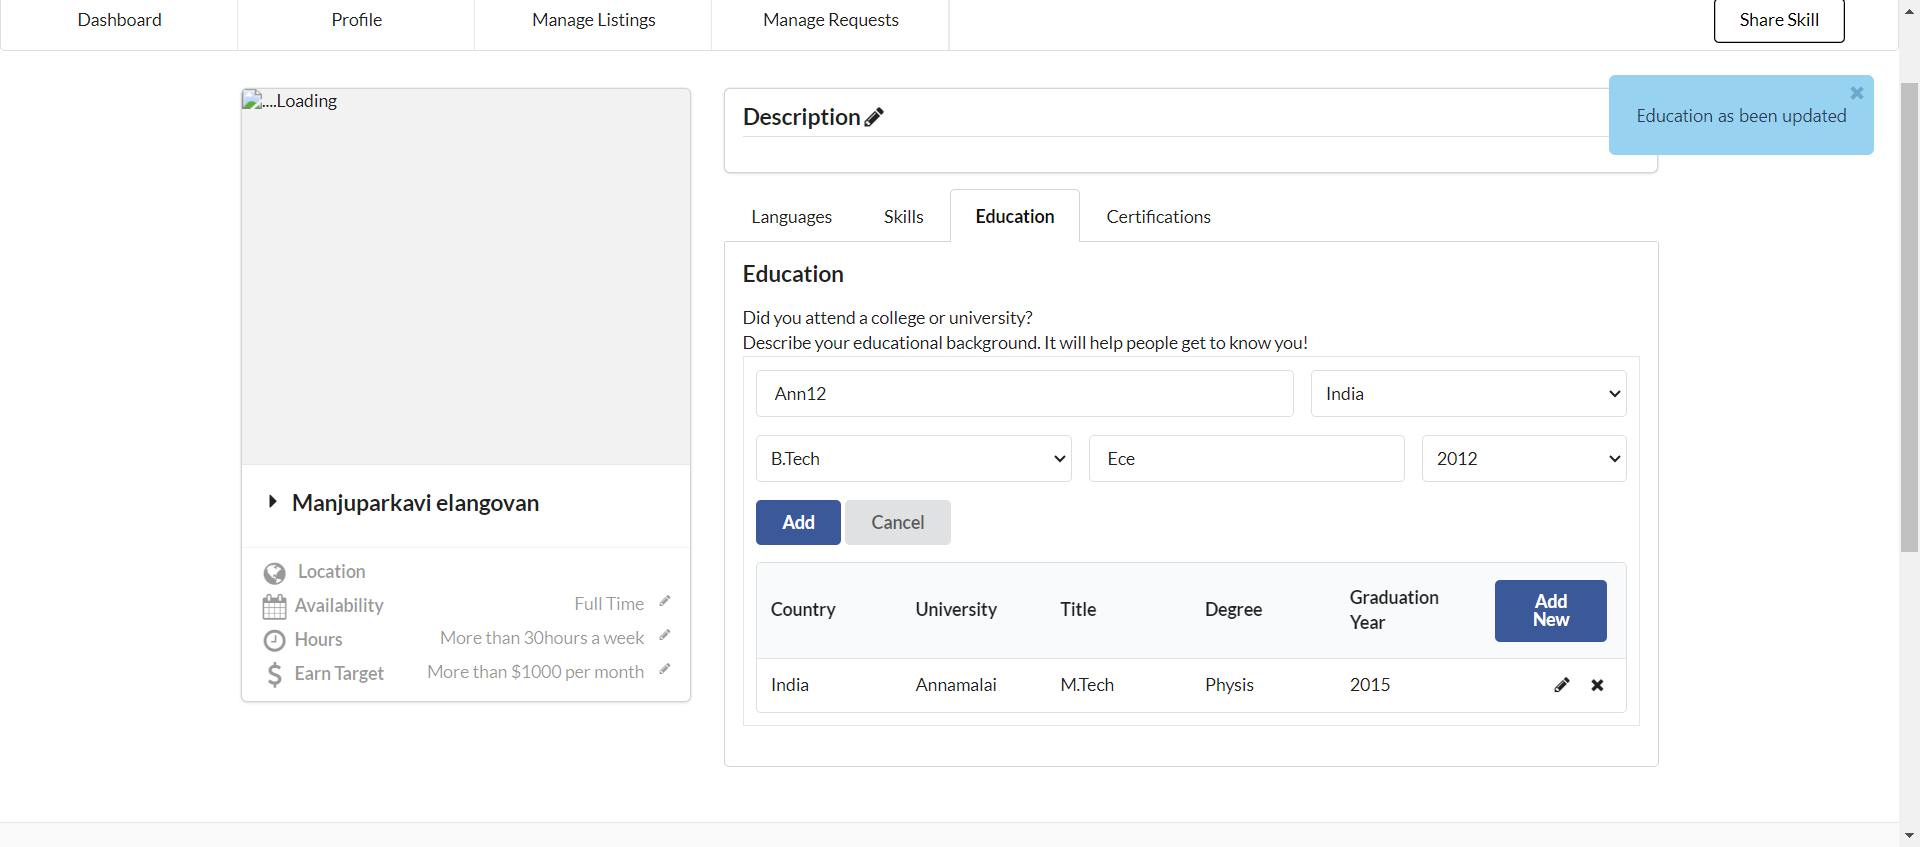 Dashboard
Profile
Manage Listings
Manage Requests
Share Skill
....Loading
Manjuparkavi elangovan
Location
Availability
Full Time
Hours
More than 30hours a week
Earn Target
More than $1000 per month
Description
Education as been updated
Languages
Skills
Education
Certifications
Education
Did you attend a college or university?
Describe your educational background. It will help people get to know you!
Ann12
India
B.Tech
Ece
2012
Add
Cancel
Country
University
Title
Degree
Graduation
Year
Add
New
India
Annamalai
M.Tech
Physis
2015